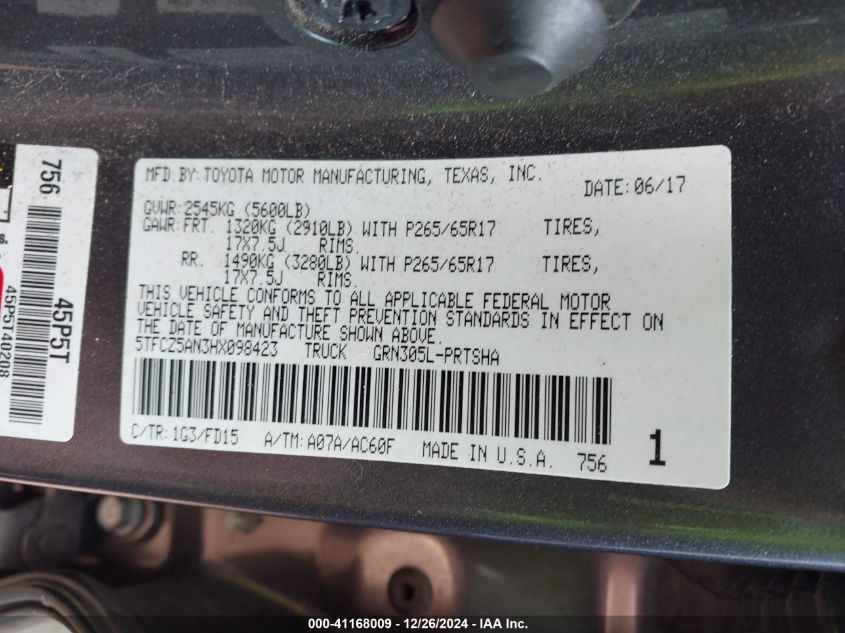 MFD BY:TOYOTA MOTOR MANUFACTURING, TEXAS, INC. DATE:06/17
GVWR:2545KG (5600LB)
GAWR:FRT. 1320KG (2910LB) WITH P265/65R17 TIRES,
17X7.5J RIMS.
RR. 1490KG (3280LB) WITH P265/65R17 TIRES,
17X7.5J RIMS.
THIS VEHICLE CONFORMS TO ALL APPLICABLE FEDERAL MOTOR
VEHICLE SAFETY AND THEFT PREVENTION STANDARDS IN EFFECT ON
THE DATE OF MANUFACTURE SHOWN ABOVE.
5TFCZ5AN3HX098423 TRUCK GRN305L-PRTSHA
C/TR:1G3/FD15 A/TM:A07A/AC60F MADE IN U.S.A. 756 1
756
45P5T
45P5T40208
000-41168009 - 12/26/2024 - IAA Inc.